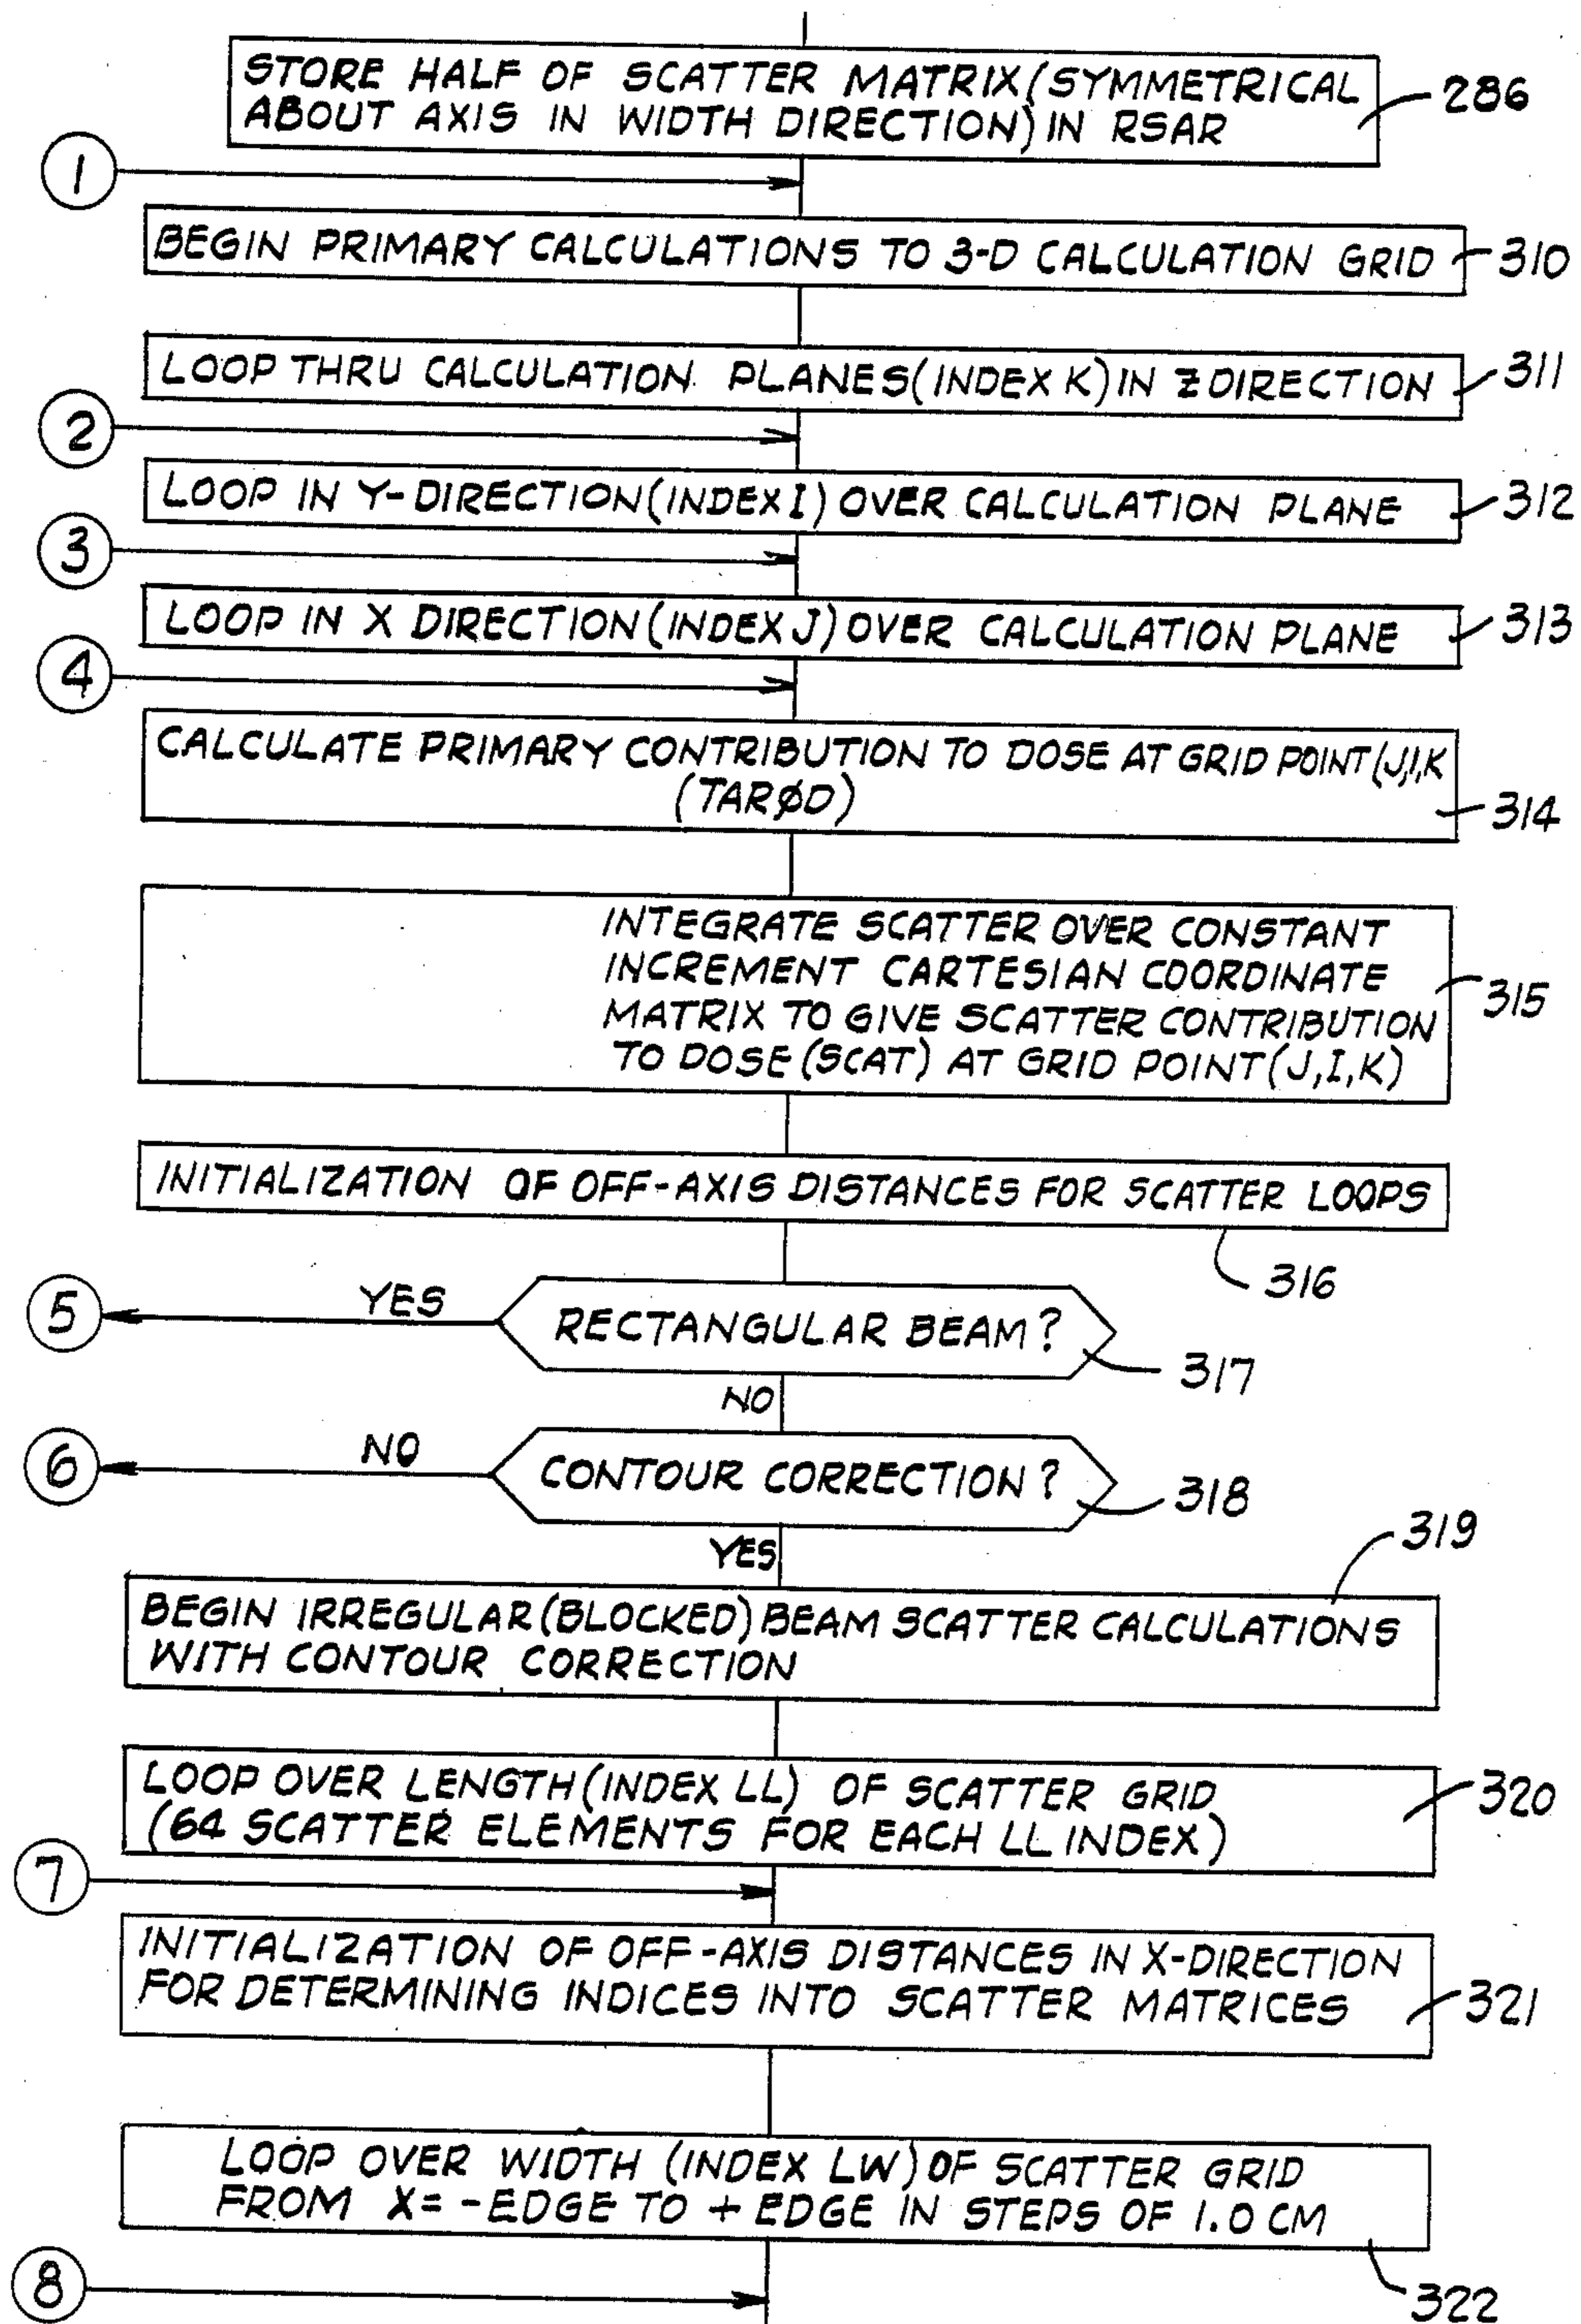 STORE HALF OF SCATTER MATRIX (SYMMETRICAL
ABOUT AXIS IN WIDTH DIRECTION) IN RSAR
286
1
BEGIN PRIMARY CALCULATIONS TO 3-D CALCULATION GRID
310
LOOP THRU CALCULATION PLANES (INDEX K) IN Z DIRECTION
311
2
LOOP IN Y-DIRECTION (INDEX I) OVER CALCULATION PLANE
312
3
LOOP IN X DIRECTION (INDEX J) OVER CALCULATION PLANE
313
4
CALCULATE PRIMARY CONTRIBUTION TO DOSE AT GRID POINT (J,I,K
(TARØD)
314
INTEGRATE SCATTER OVER CONSTANT
INCREMENT CARTESIAN COORDINATE
MATRIX TO GIVE SCATTER CONTRIBUTION
TO DOSE (SCAT) AT GRID POINT (J,I,K)
315
INITIALIZATION OF OFF-AXIS DISTANCES FOR SCATTER LOOPS
316
5
YES
RECTANGULAR BEAM?
317
NO
6
NO
CONTOUR CORRECTION?
318
YES
319
BEGIN IRREGULAR (BLOCKED) BEAM SCATTER CALCULATIONS
WITH CONTOUR CORRECTION
LOOP OVER LENGTH (INDEX LL) OF SCATTER GRID
(64 SCATTER ELEMENTS FOR EACH LL INDEX)
320
7
INITIALIZATION OF OFF-AXIS DISTANCES IN X-DIRECTION
FOR DETERMINING INDICES INTO SCATTER MATRICES
321
LOOP OVER WIDTH (INDEX LW) OF SCATTER GRID
FROM X = -EDGE TO + EDGE IN STEPS OF 1.0 CM
322
8